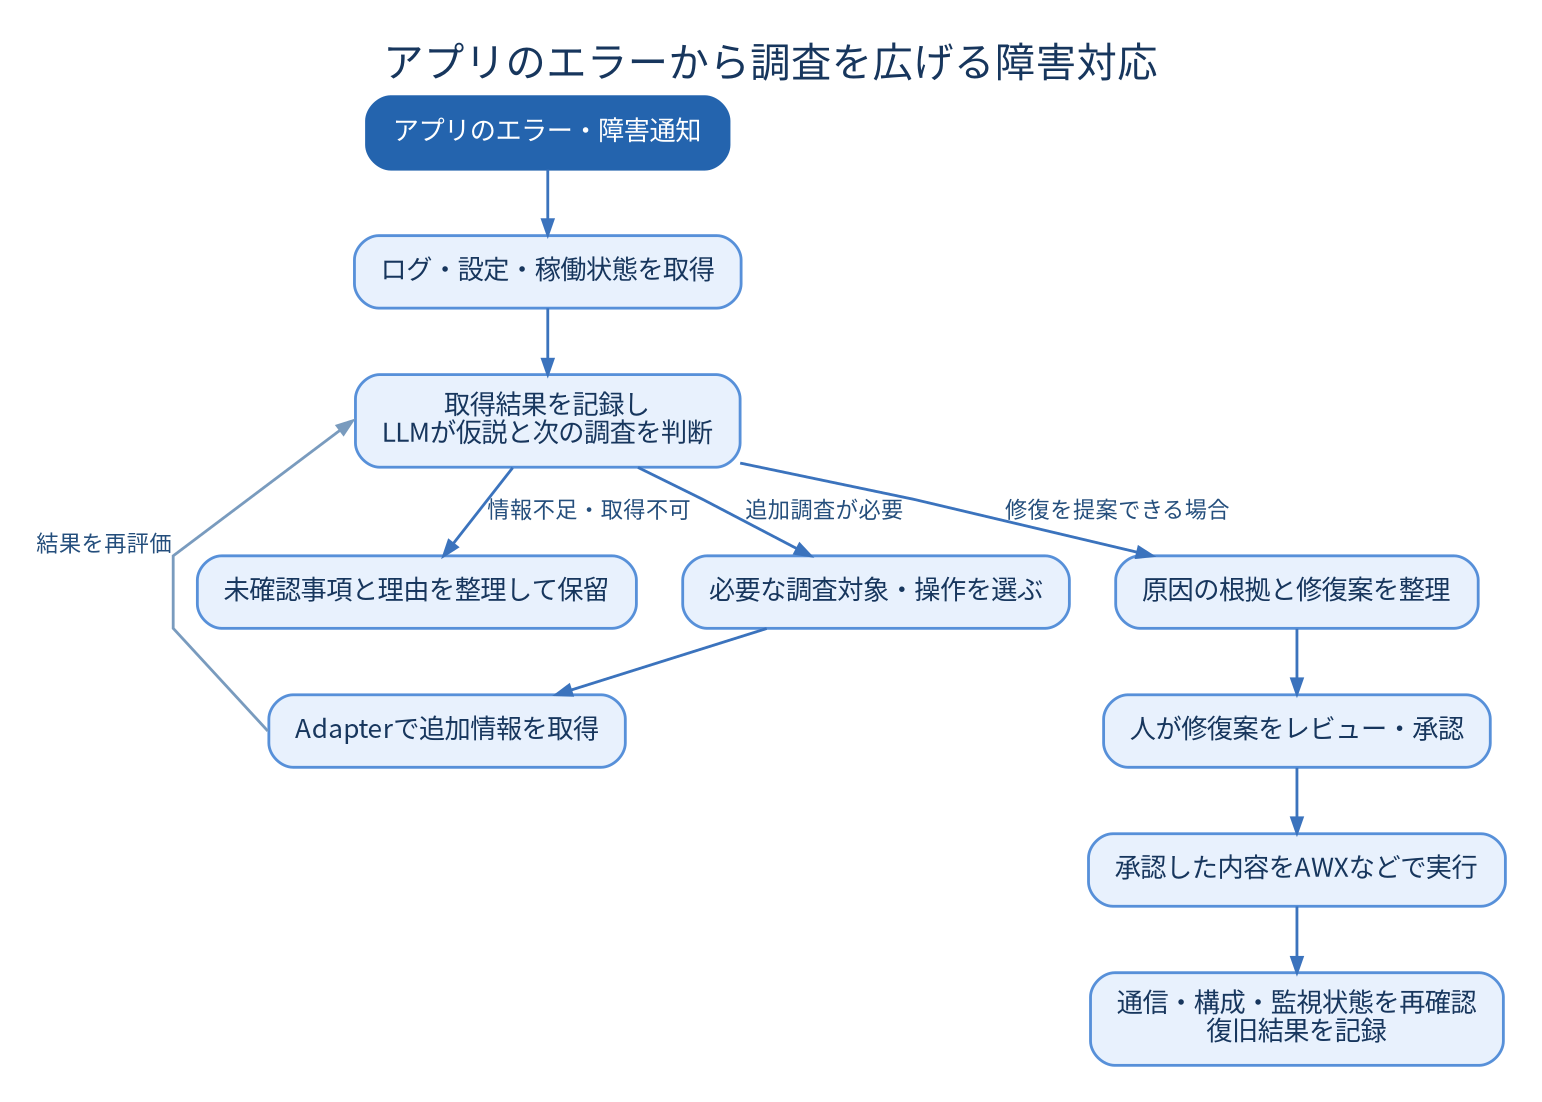 アプリのエラーから調査を広げる障害対応
アプリのエラー・障害通知
ログ・設定・稼働状態を取得
取得結果を記録し
LLMが仮説と次の調査を判断
情報不足・取得不可
追加調査が必要
修復を提案できる場合
結果を再評価
未確認事項と理由を整理して保留
必要な調査対象・操作を選ぶ
原因の根拠と修復案を整理
Adapterで追加情報を取得
人が修復案をレビュー・承認
承認した内容をAWXなどで実行
通信・構成・監視状態を再確認
復旧結果を記録